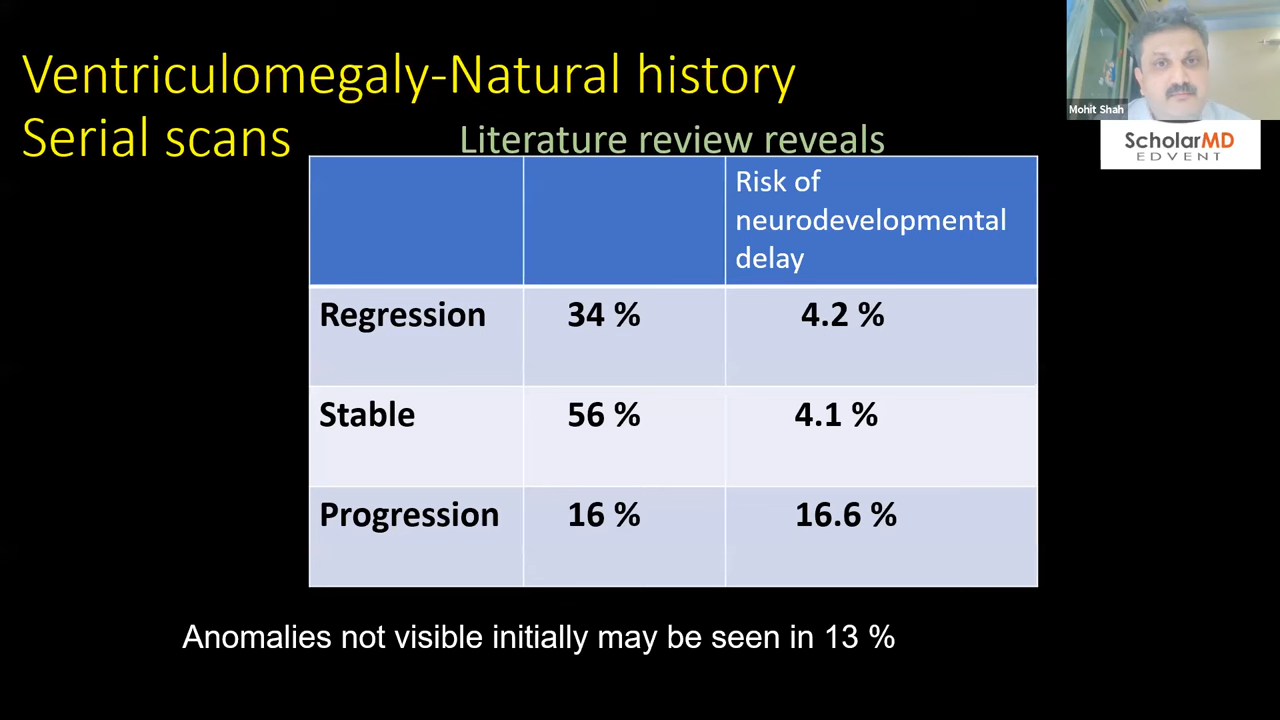 Ventriculomegaly-Natural history
Serial scans
Literature review reveals
Risk of
neurodevelopmental
delay
Regression 34 % 4.2 %
Stable 56 % 4.1 %
Progression 16 % 16.6 %
Anomalies not visible initially may be seen in 13 %
Mohit Shah
ScholarMD
EDVENT